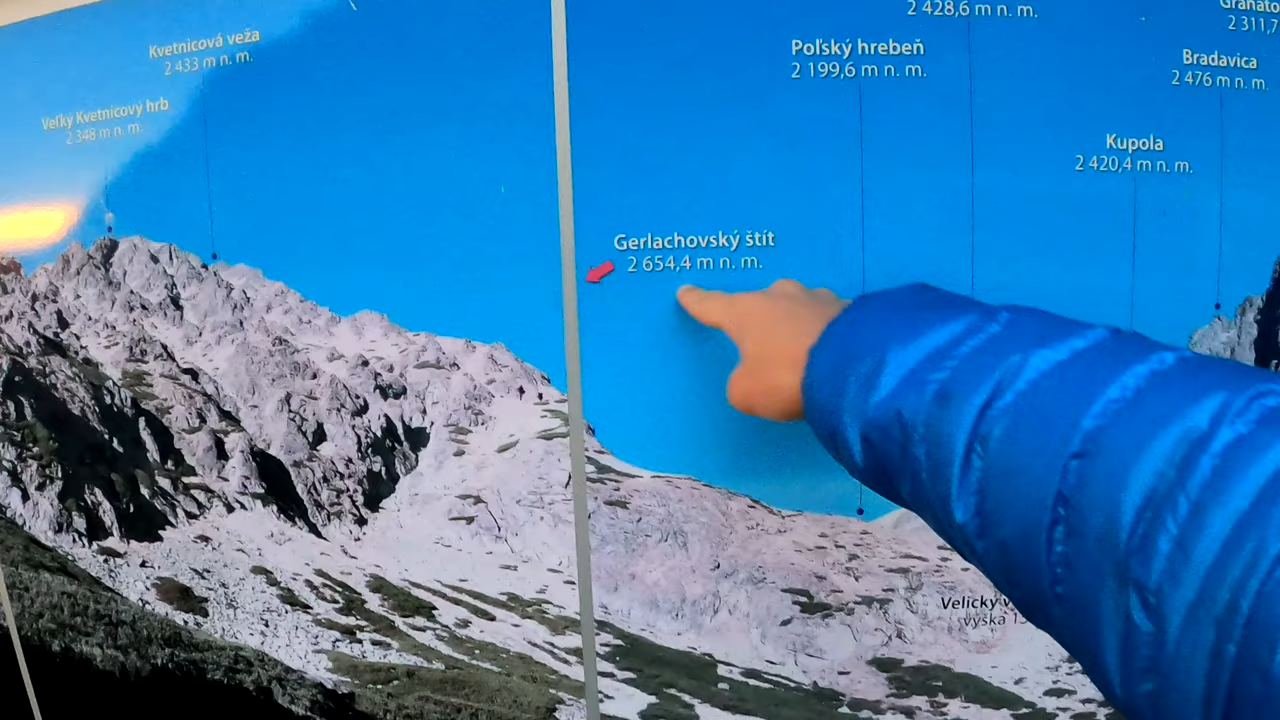 Kvetnicová veža
2 433 m n. m.
Veľký Kvetnicový hrb
2 348 m n. m.
Gerlachovský štít
2 654,4 m n. m.
2 428,6 m n. m.
Poľský hrebeň
2 199,6 m n. m.
Kupola
2 420,4 m n. m.
2 311,7
Bradavica
2 476 m n. m.
Velický
výška